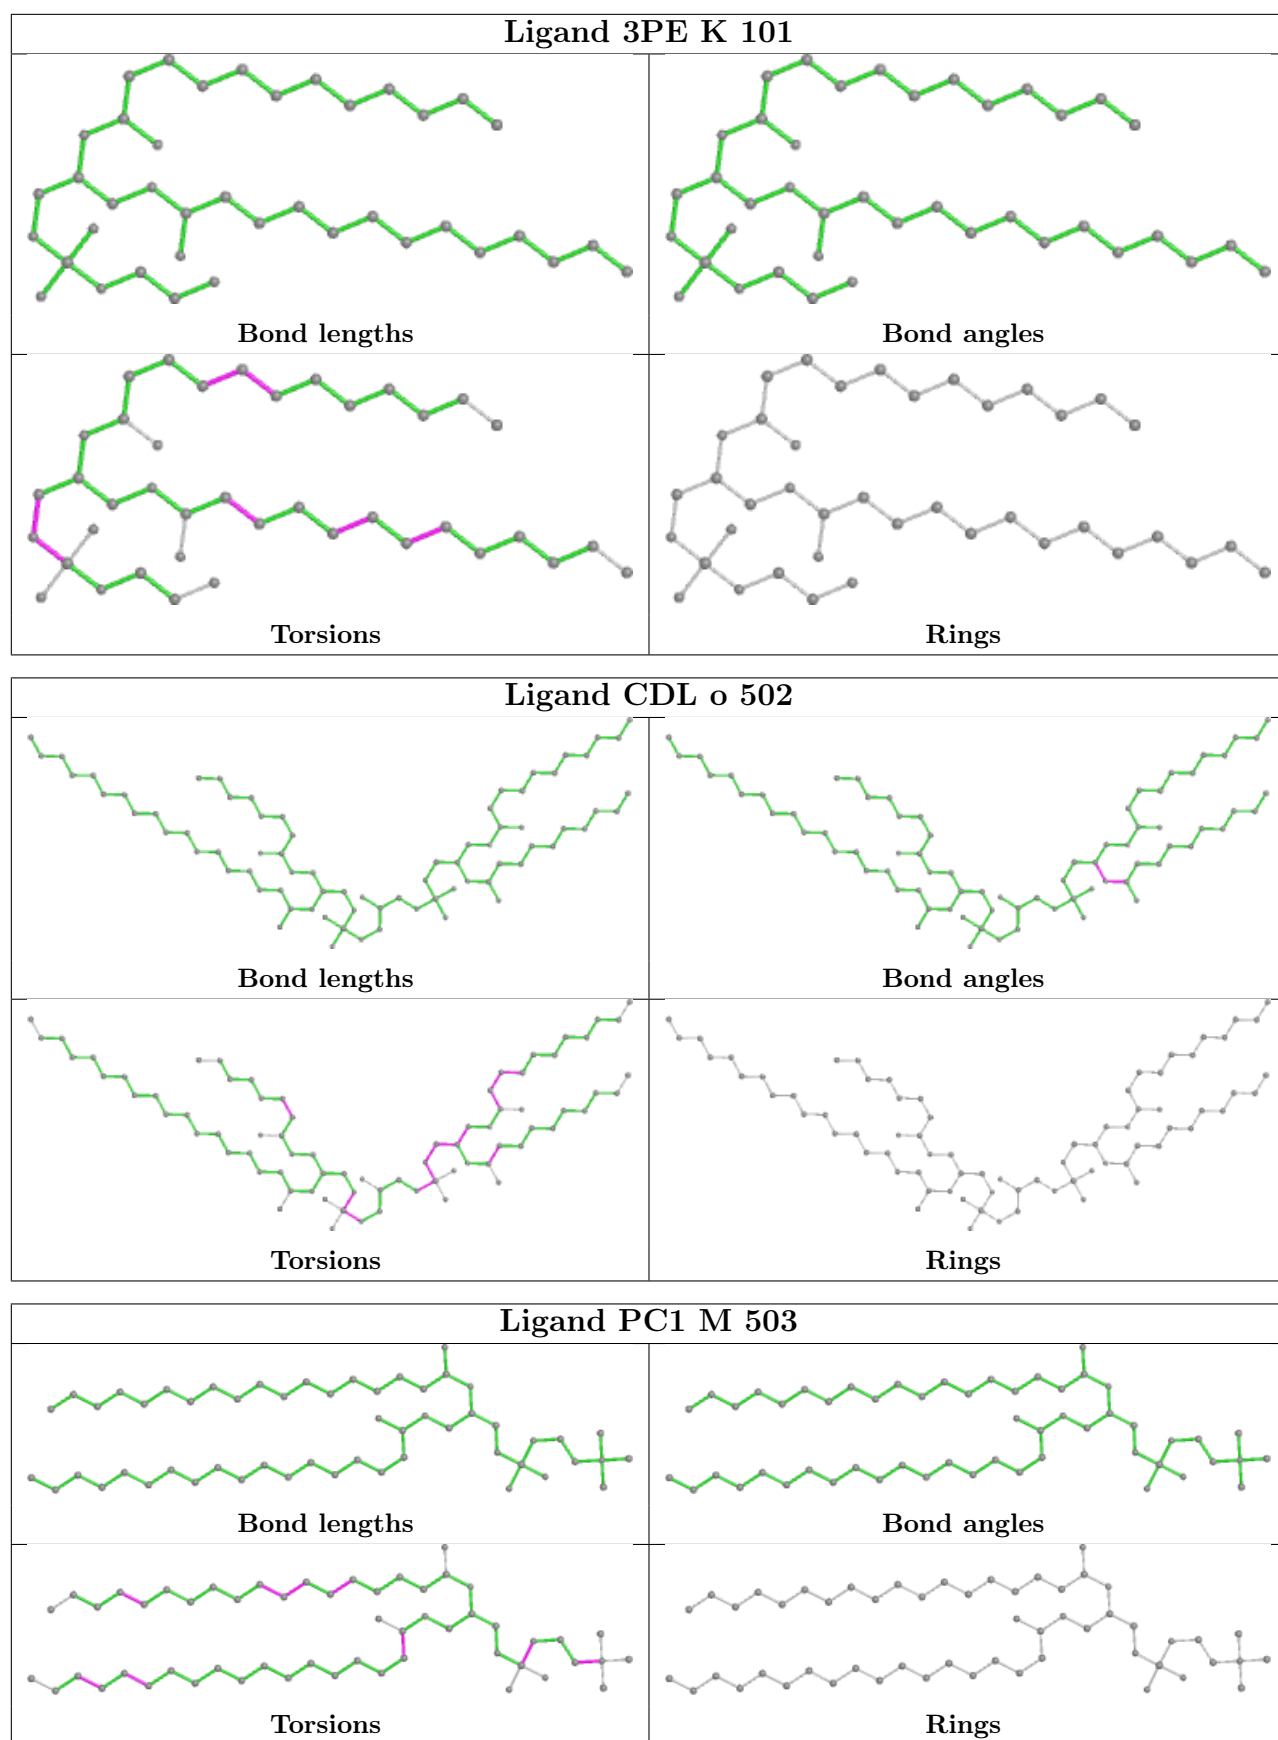 Ligand 3PE K 101
Bond lengths
Bond angles
Torsions
Rings
Ligand CDL o 502
Bond lengths
Bond angles
Torsions
Rings
Ligand PC1 M 503
Bond lengths
Bond angles
Torsions
Rings